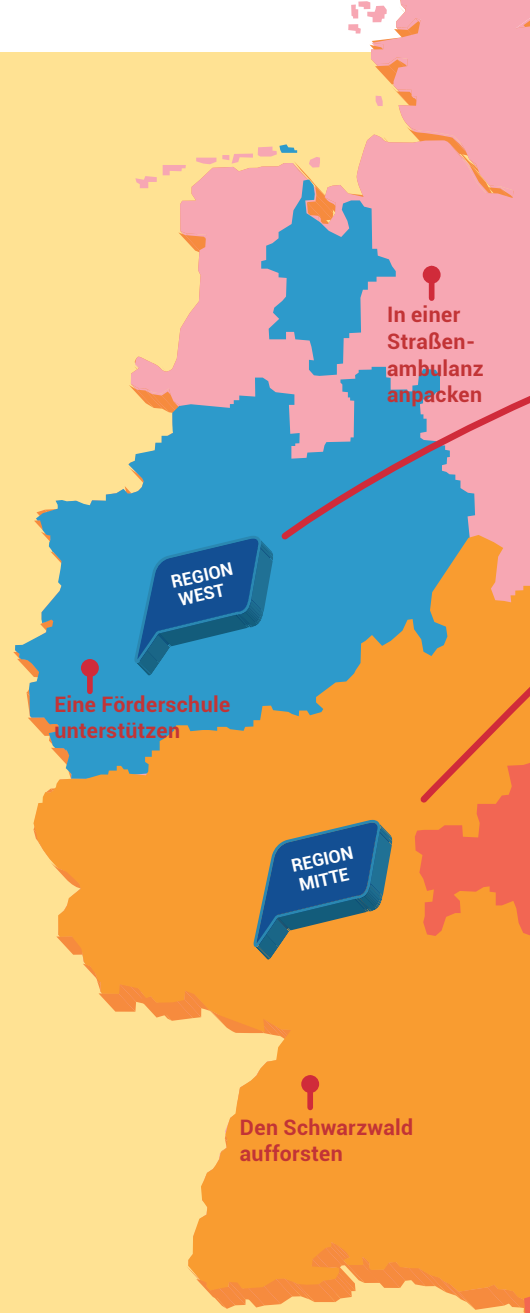 In einer
Straßen-
ambulanz
anpacken
REGION
WEST
Eine Förderschule
unterstützen
REGION
MITTE
Den Schwarzwald
aufforsten